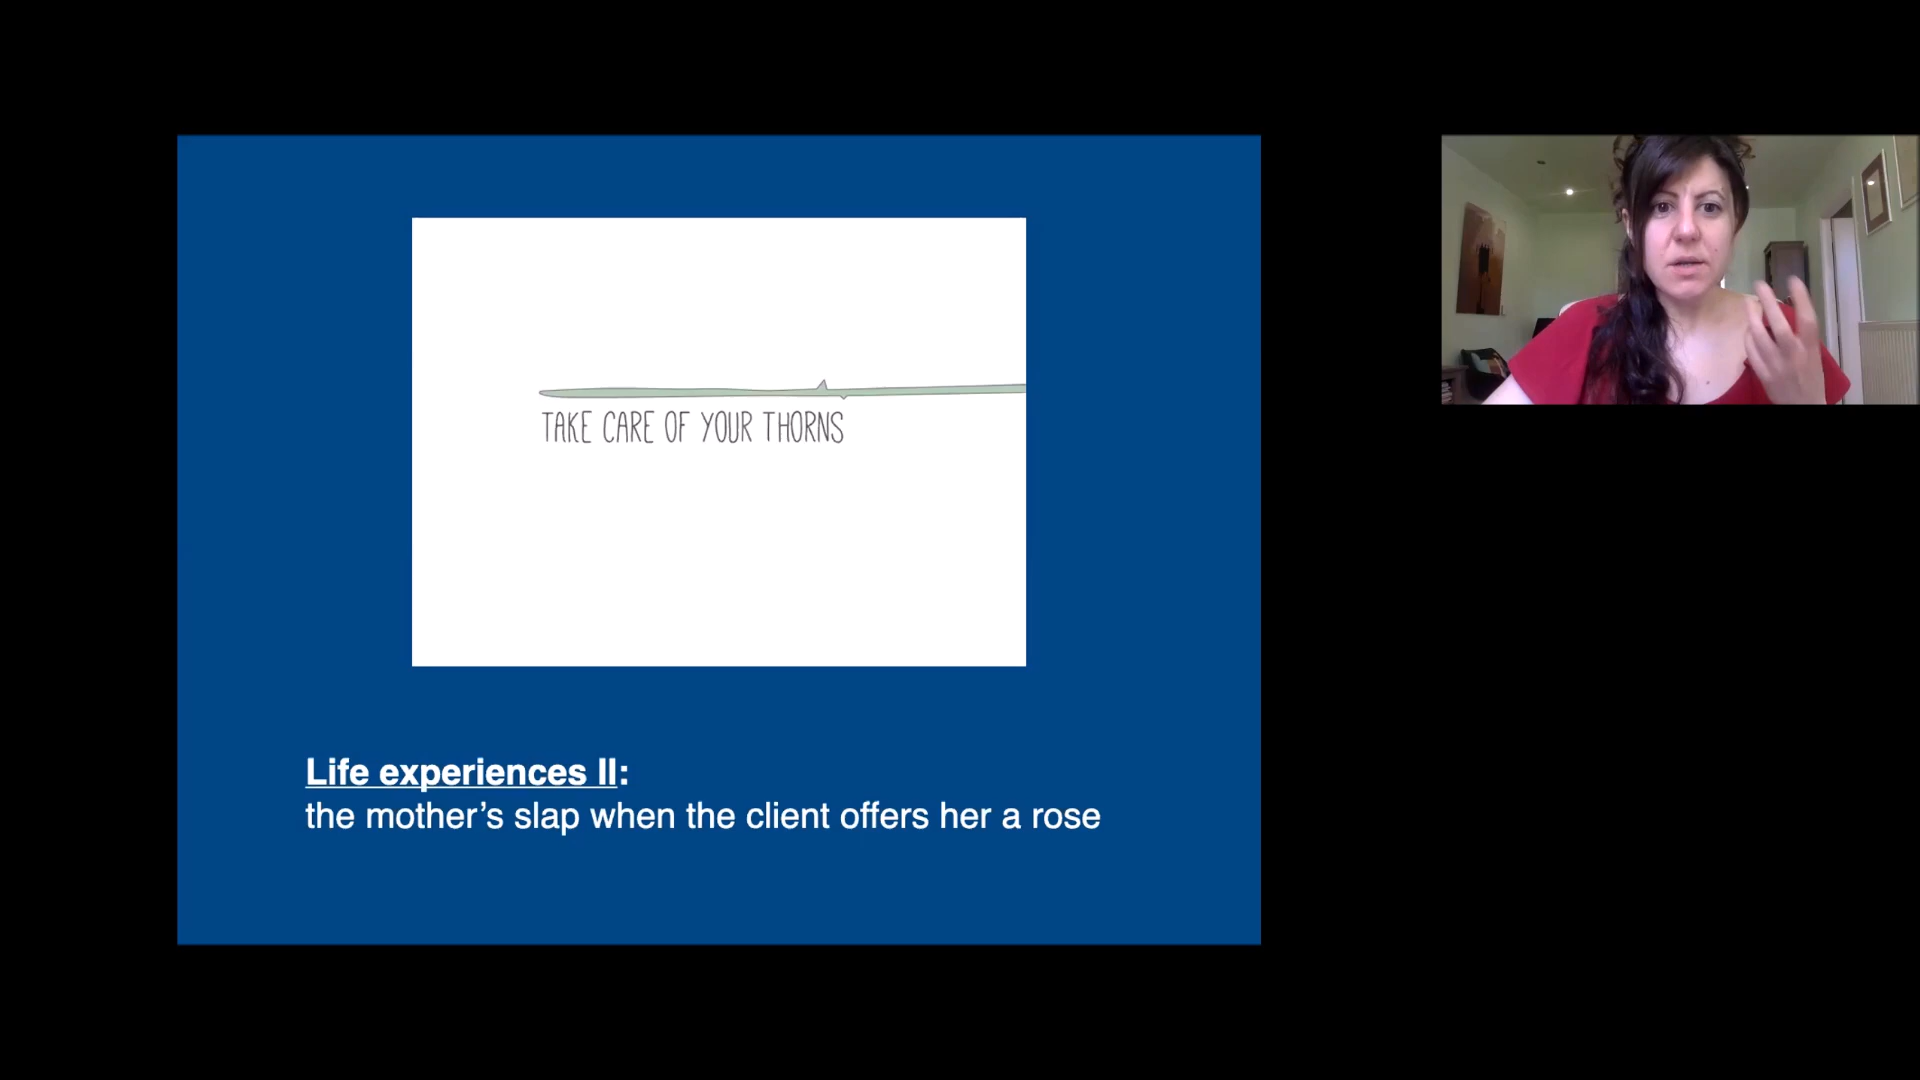 TAKE CARE OF YOUR THORNS
Life experiences II:
the mother’s slap when the client offers her a rose